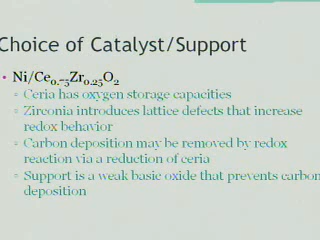 Choice of Catalyst/Support
• Ni/Ce₀.₇₅Zr₀.₂₅O₂
▫ Ceria has oxygen storage capacities
▫ Zirconia introduces lattice defects that increase
redox behavior
▫ Carbon deposition may be removed by redox
reaction via a reduction of ceria
▫ Support is a weak basic oxide that prevents carbon
deposition